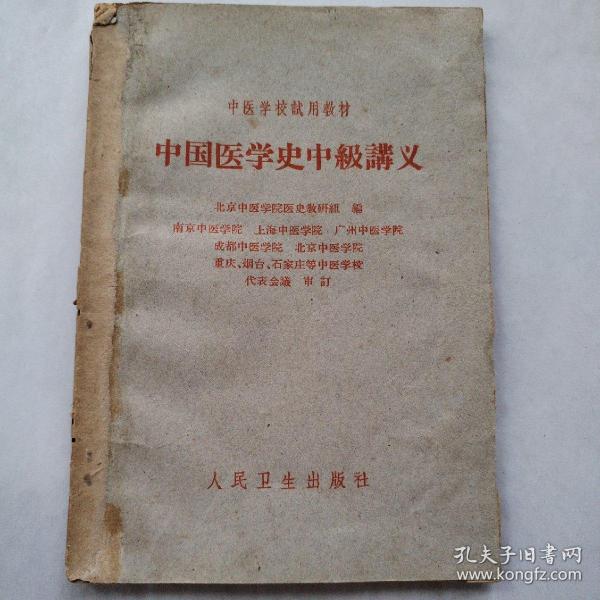 中医学校試用教材
中国医学史中級講义
北京中医学院医史教研組 編
南京中医学院 上海中医学院 广州中医学院
成都中医学院 北京中医学院
重庆、烟台、石家庄等中医学校
代表会議 审訂
人民卫生出版社
孔夫子旧书网
www.kongfz.com